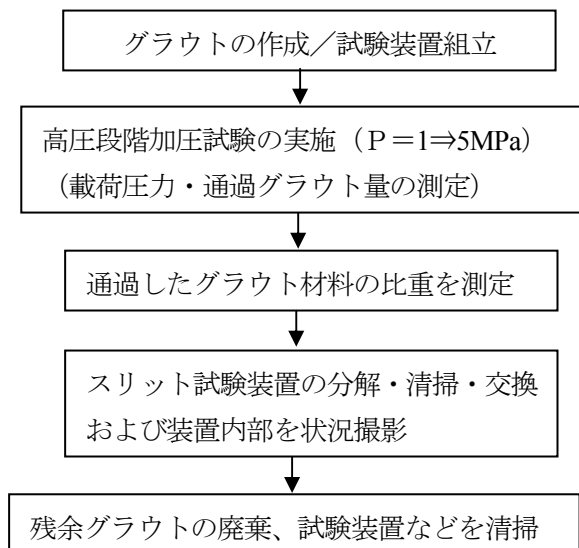 グラウトの作成／試験装置組立
高圧段階加圧試験の実施（Ｐ＝1⇒5MPa）
（載荷圧力・通過グラウト量の測定）
通過したグラウト材料の比重を測定
スリット試験装置の分解・清掃・交換
および装置内部を状況撮影
残余グラウトの廃棄、試験装置などを清掃